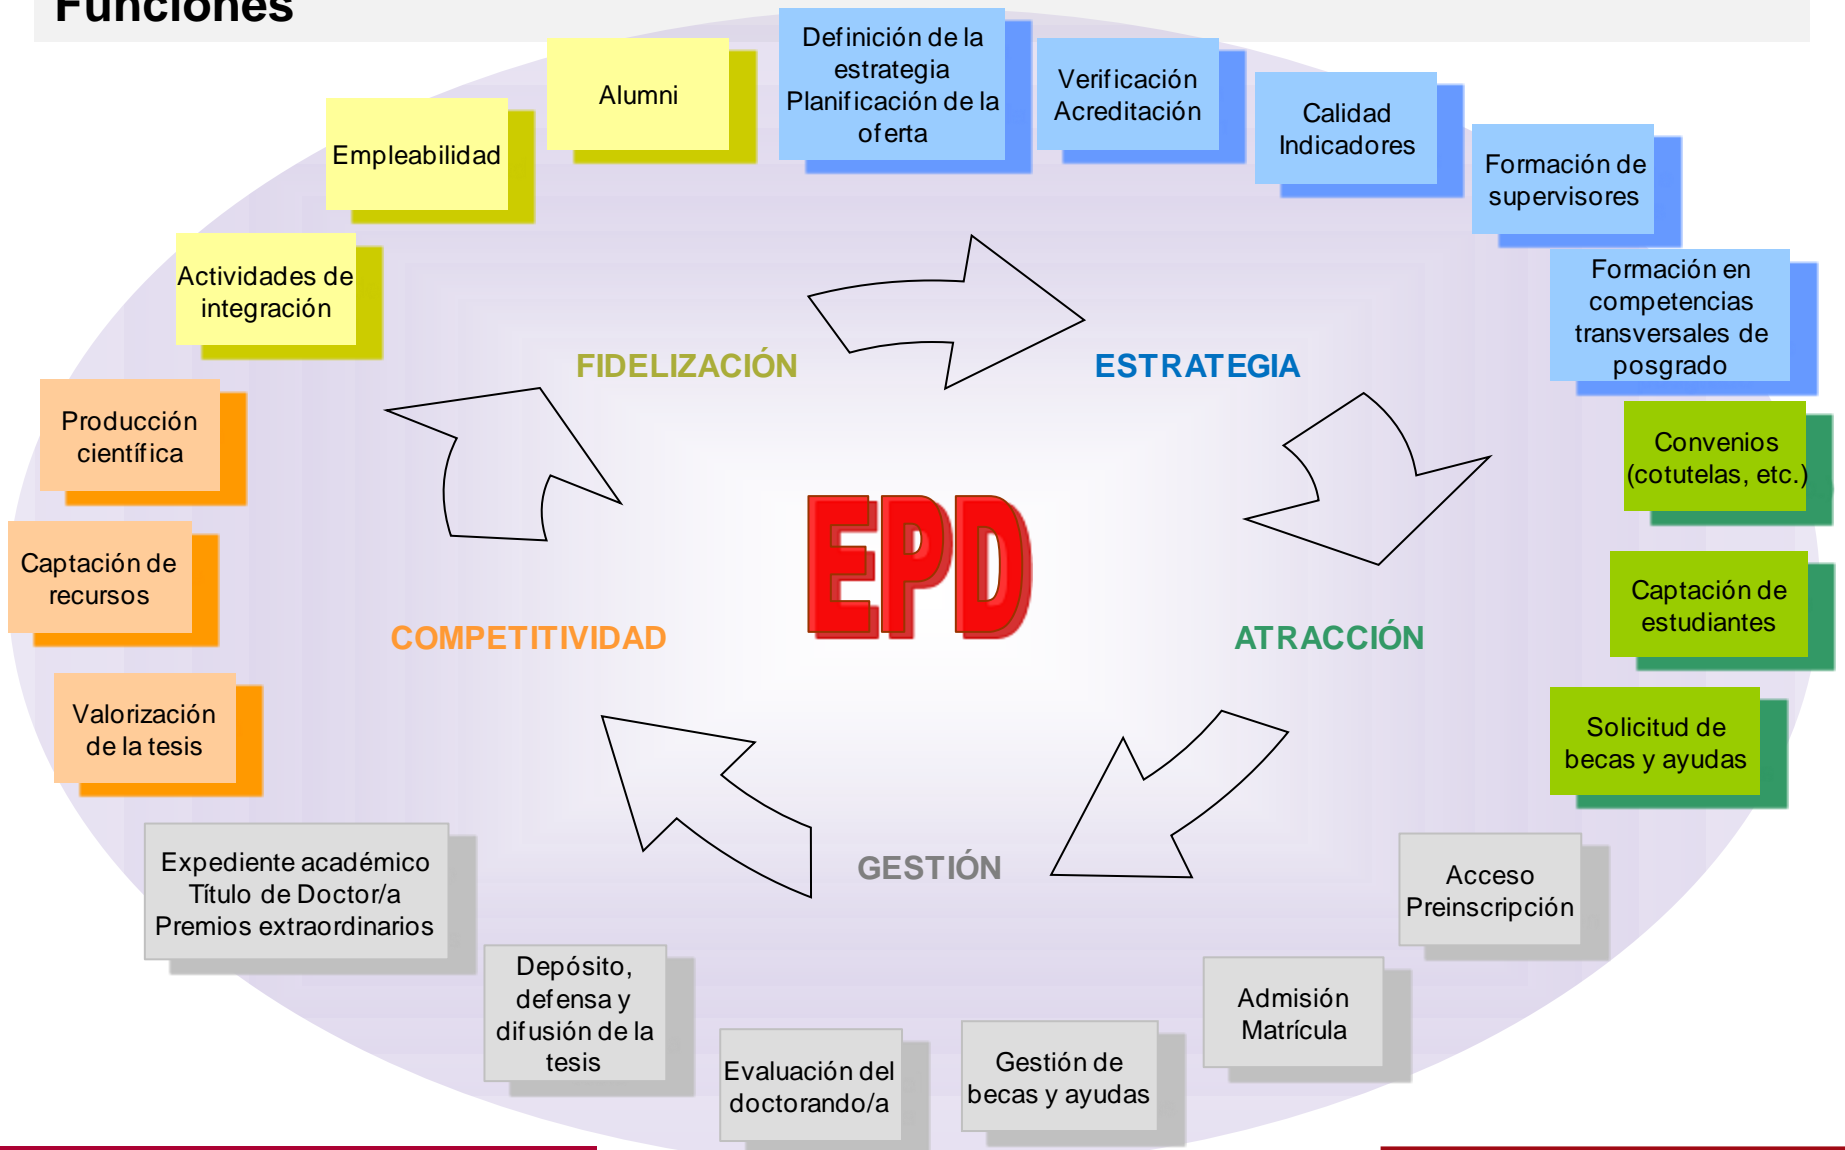 Funciones
Definición de la
estrategia
Planificación de la
oferta
Verificación
Acreditación
Calidad
Indicadores
Formación de
supervisores
Formación en
competencias
transversales de
posgrado
Alumni
Empleabilidad
Actividades de
integración
FIDELIZACIÓN
ESTRATEGIA
Producción
científica
Captación de
recursos
Valorización
de la tesis
EPD
COMPETITIVIDAD
ATRACCIÓN
Convenios
(cotutelas, etc.)
Captación de
estudiantes
Solicitud de
becas y ayudas
GESTIÓN
Expediente académico
Título de Doctor/a
Premios extraordinarios
Depósito,
defensa y
difusión de la
tesis
Evaluación del
doctorando/a
Gestión de
becas y ayudas
Admisión
Matrícula
Acceso
Preinscripción